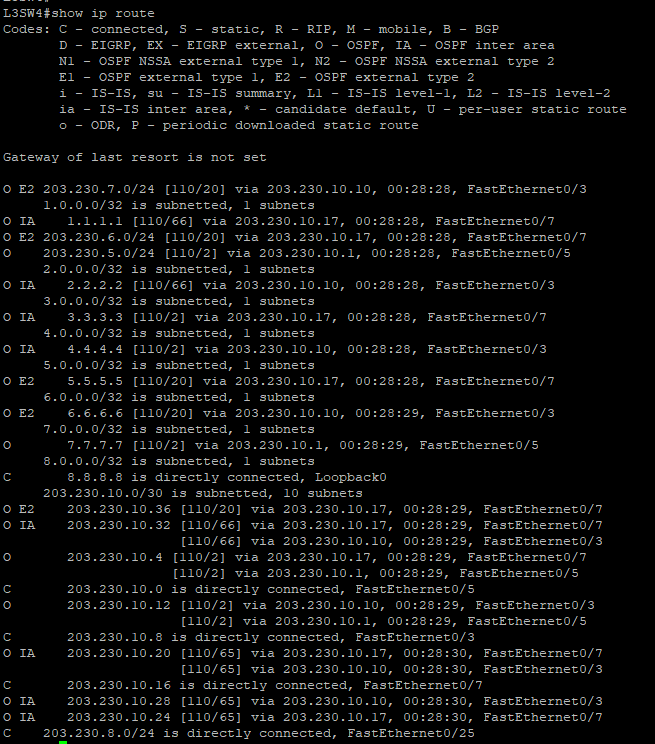 L3SW4#show ip route
Codes: C - connected, S - static, R - RIP, M - mobile, B - BGP
       D - EIGRP, EX - EIGRP external, O - OSPF, IA - OSPF inter area
       N1 - OSPF NSSA external type 1, N2 - OSPF NSSA external type 2
       E1 - OSPF external type 1, E2 - OSPF external type 2
       i - IS-IS, su - IS-IS summary, L1 - IS-IS level-1, L2 - IS-IS level-2
       ia - IS-IS inter area, * - candidate default, U - per-user static route
       o - ODR, P - periodic downloaded static route
Gateway of last resort is not set
O E2 203.230.7.0/24 [110/20] via 203.230.10.10, 00:28:28, FastEthernet0/3
     1.0.0.0/32 is subnetted, 1 subnets
O IA    1.1.1.1 [110/66] via 203.230.10.17, 00:28:28, FastEthernet0/7
O E2 203.230.6.0/24 [110/20] via 203.230.10.17, 00:28:28, FastEthernet0/7
O    203.230.5.0/24 [110/2] via 203.230.10.1, 00:28:28, FastEthernet0/5
     2.0.0.0/32 is subnetted, 1 subnets
O IA    2.2.2.2 [110/66] via 203.230.10.10, 00:28:28, FastEthernet0/3
     3.0.0.0/32 is subnetted, 1 subnets
O IA    3.3.3.3 [110/2] via 203.230.10.17, 00:28:28, FastEthernet0/7
     4.0.0.0/32 is subnetted, 1 subnets
O IA    4.4.4.4 [110/2] via 203.230.10.10, 00:28:28, FastEthernet0/3
     5.0.0.0/32 is subnetted, 1 subnets
O E2    5.5.5.5 [110/20] via 203.230.10.17, 00:28:28, FastEthernet0/7
     6.0.0.0/32 is subnetted, 1 subnets
O E2    6.6.6.6 [110/20] via 203.230.10.10, 00:28:29, FastEthernet0/3
     7.0.0.0/32 is subnetted, 1 subnets
O       7.7.7.7 [110/2] via 203.230.10.1, 00:28:29, FastEthernet0/5
     8.0.0.0/32 is subnetted, 1 subnets
C       8.8.8.8 is directly connected, Loopback0
     203.230.10.0/30 is subnetted, 10 subnets
O E2    203.230.10.36 [110/20] via 203.230.10.17, 00:28:29, FastEthernet0/7
O IA    203.230.10.32 [110/66] via 203.230.10.17, 00:28:29, FastEthernet0/7
                      [110/66] via 203.230.10.10, 00:28:29, FastEthernet0/3
O       203.230.10.4 [110/2] via 203.230.10.17, 00:28:29, FastEthernet0/7
                     [110/2] via 203.230.10.1, 00:28:29, FastEthernet0/5
C       203.230.10.0 is directly connected, FastEthernet0/5
O       203.230.10.12 [110/2] via 203.230.10.10, 00:28:29, FastEthernet0/3
                      [110/2] via 203.230.10.1, 00:28:29, FastEthernet0/5
C       203.230.10.8 is directly connected, FastEthernet0/3
O IA    203.230.10.20 [110/65] via 203.230.10.17, 00:28:30, FastEthernet0/7
                      [110/65] via 203.230.10.10, 00:28:30, FastEthernet0/3
C       203.230.10.16 is directly connected, FastEthernet0/7
O IA    203.230.10.28 [110/65] via 203.230.10.10, 00:28:30, FastEthernet0/3
O IA    203.230.10.24 [110/65] via 203.230.10.17, 00:28:30, FastEthernet0/7
C    203.230.8.0/24 is directly connected, FastEthernet0/25